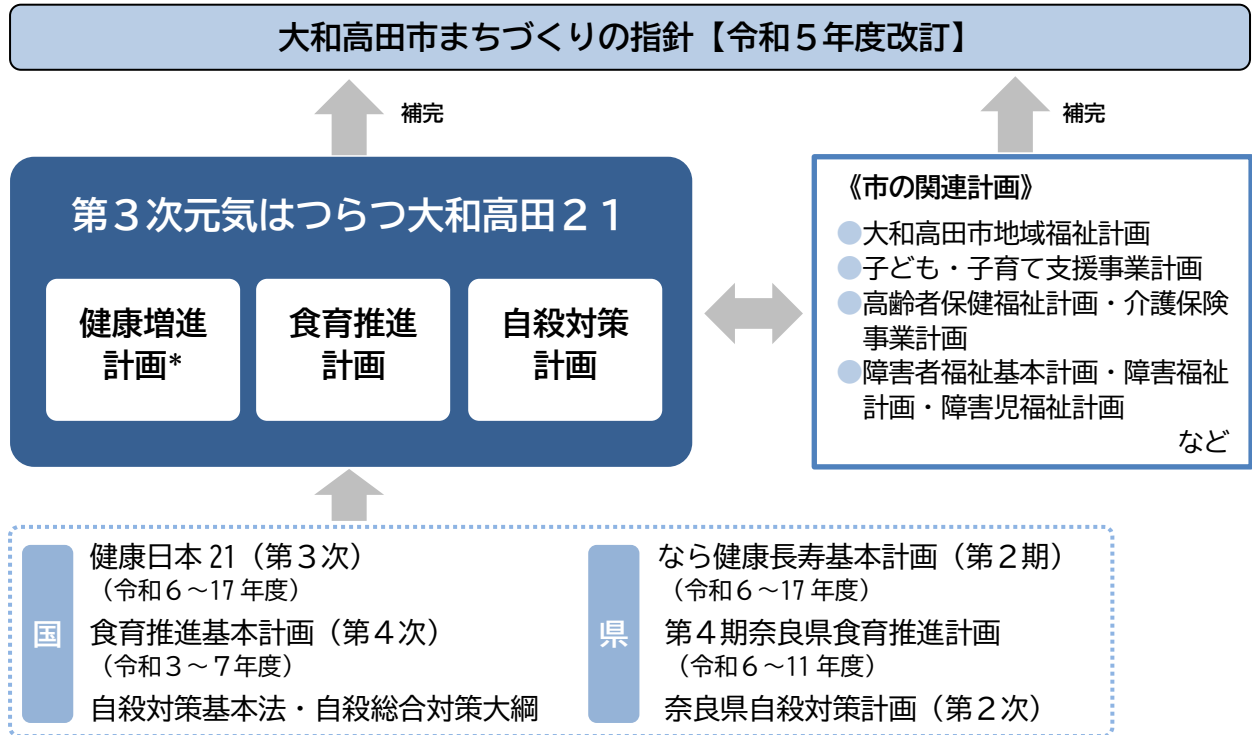 大和高田市まちづくりの指針【令和５年度改訂】
補完
補完
第３次元気はつらつ大和高田２１
健康増進
計画*
食育推進
計画
自殺対策
計画
《市の関連計画》
●大和高田市地域福祉計画
●子ども・子育て支援事業計画
●高齢者保健福祉計画・介護保険
事業計画
●障害者福祉基本計画・障害福祉
計画・障害児福祉計画
など
国
健康日本 21（第３次）
（令和６～17 年度）
食育推進基本計画（第４次）
（令和３～７年度）
自殺対策基本法・自殺総合対策大綱
県
なら健康長寿基本計画（第２期）
（令和６～17 年度）
第４期奈良県食育推進計画
（令和６～11 年度）
奈良県自殺対策計画（第２次）